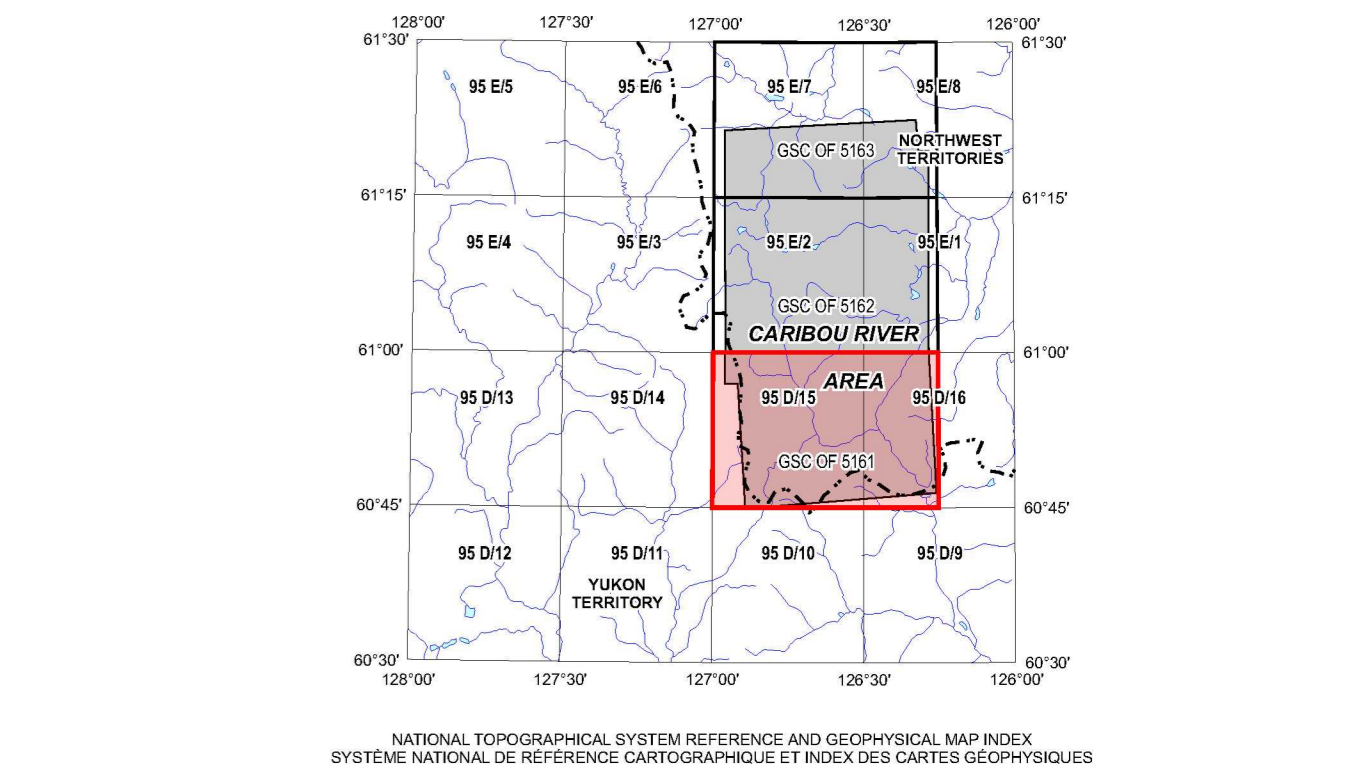 128°00' 127°30' 127°00' 126°30' 126°00'
61°30' 61°30'
95 E/5 95 E/6 95 E/7 95 E/8
GSC OF 5163
NORTHWEST
TERRITORIES
61°15' 61°15'
95 E/4 95 E/3 95 E/2 95 E/1
GSC OF 5162
CARIBOU RIVER
61°00' 61°00'
AREA
95 D/13 95 D/14 95 D/15 95 D/16
GSC OF 5161
60°45' 60°45'
95 D/12 95 D/11 95 D/10 95 D/9
YUKON
TERRITORY
60°30' 60°30'
128°00' 127°30' 127°00' 126°30' 126°00'
NATIONAL TOPOGRAPHICAL SYSTEM REFERENCE AND GEOPHYSICAL MAP INDEX
SYSTÈME NATIONAL DE RÉFÉRENCE CARTOGRAPHIQUE ET INDEX DES CARTES GÉOPHYSIQUES